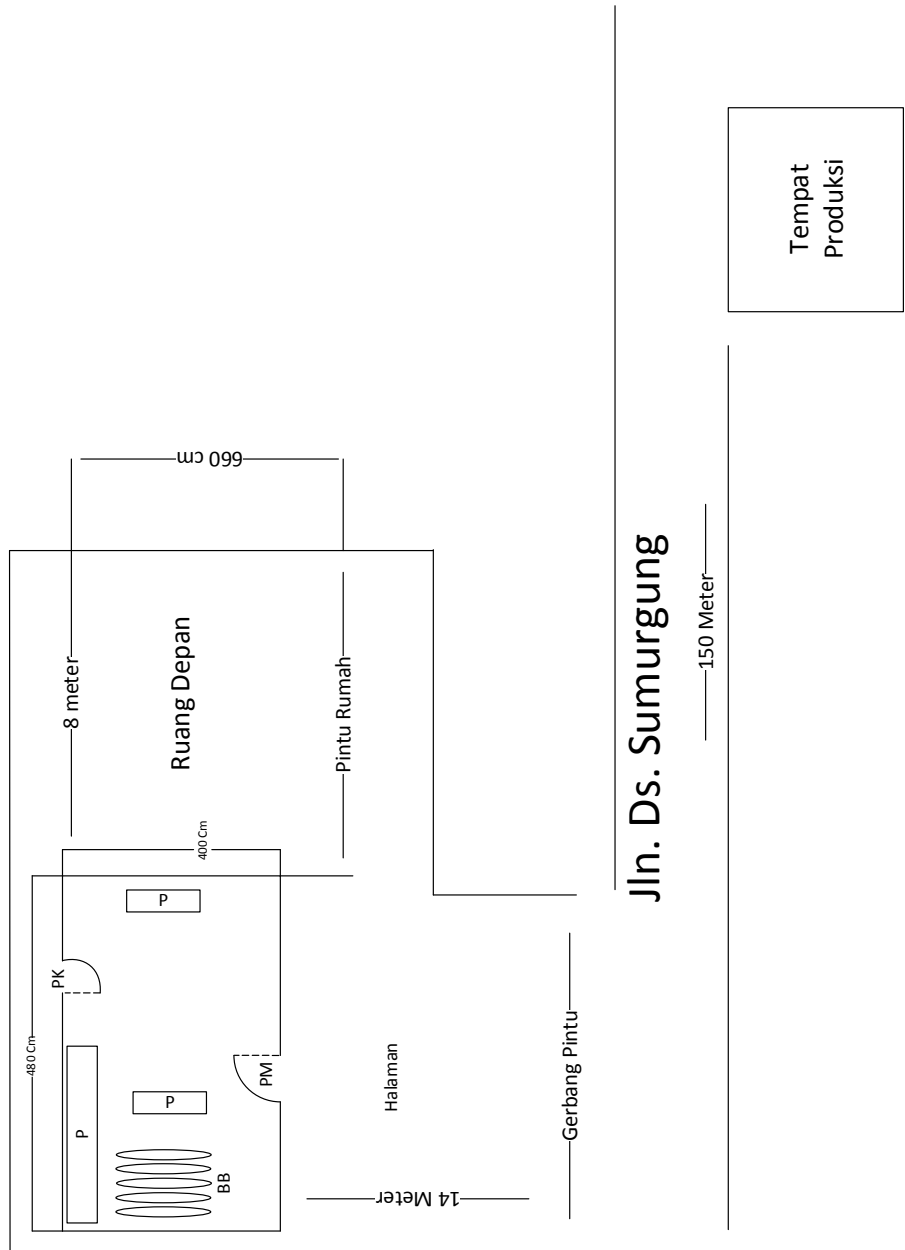 Tempat
Produksi
660 cm
8 meter
Ruang Depan
Pintu Rumah
Jln. Ds. Sumurgung
150 Meter
400 Cm
480 Cm
P
PK
PM
P
P
BB
Halaman
Gerbang Pintu
14 Meter